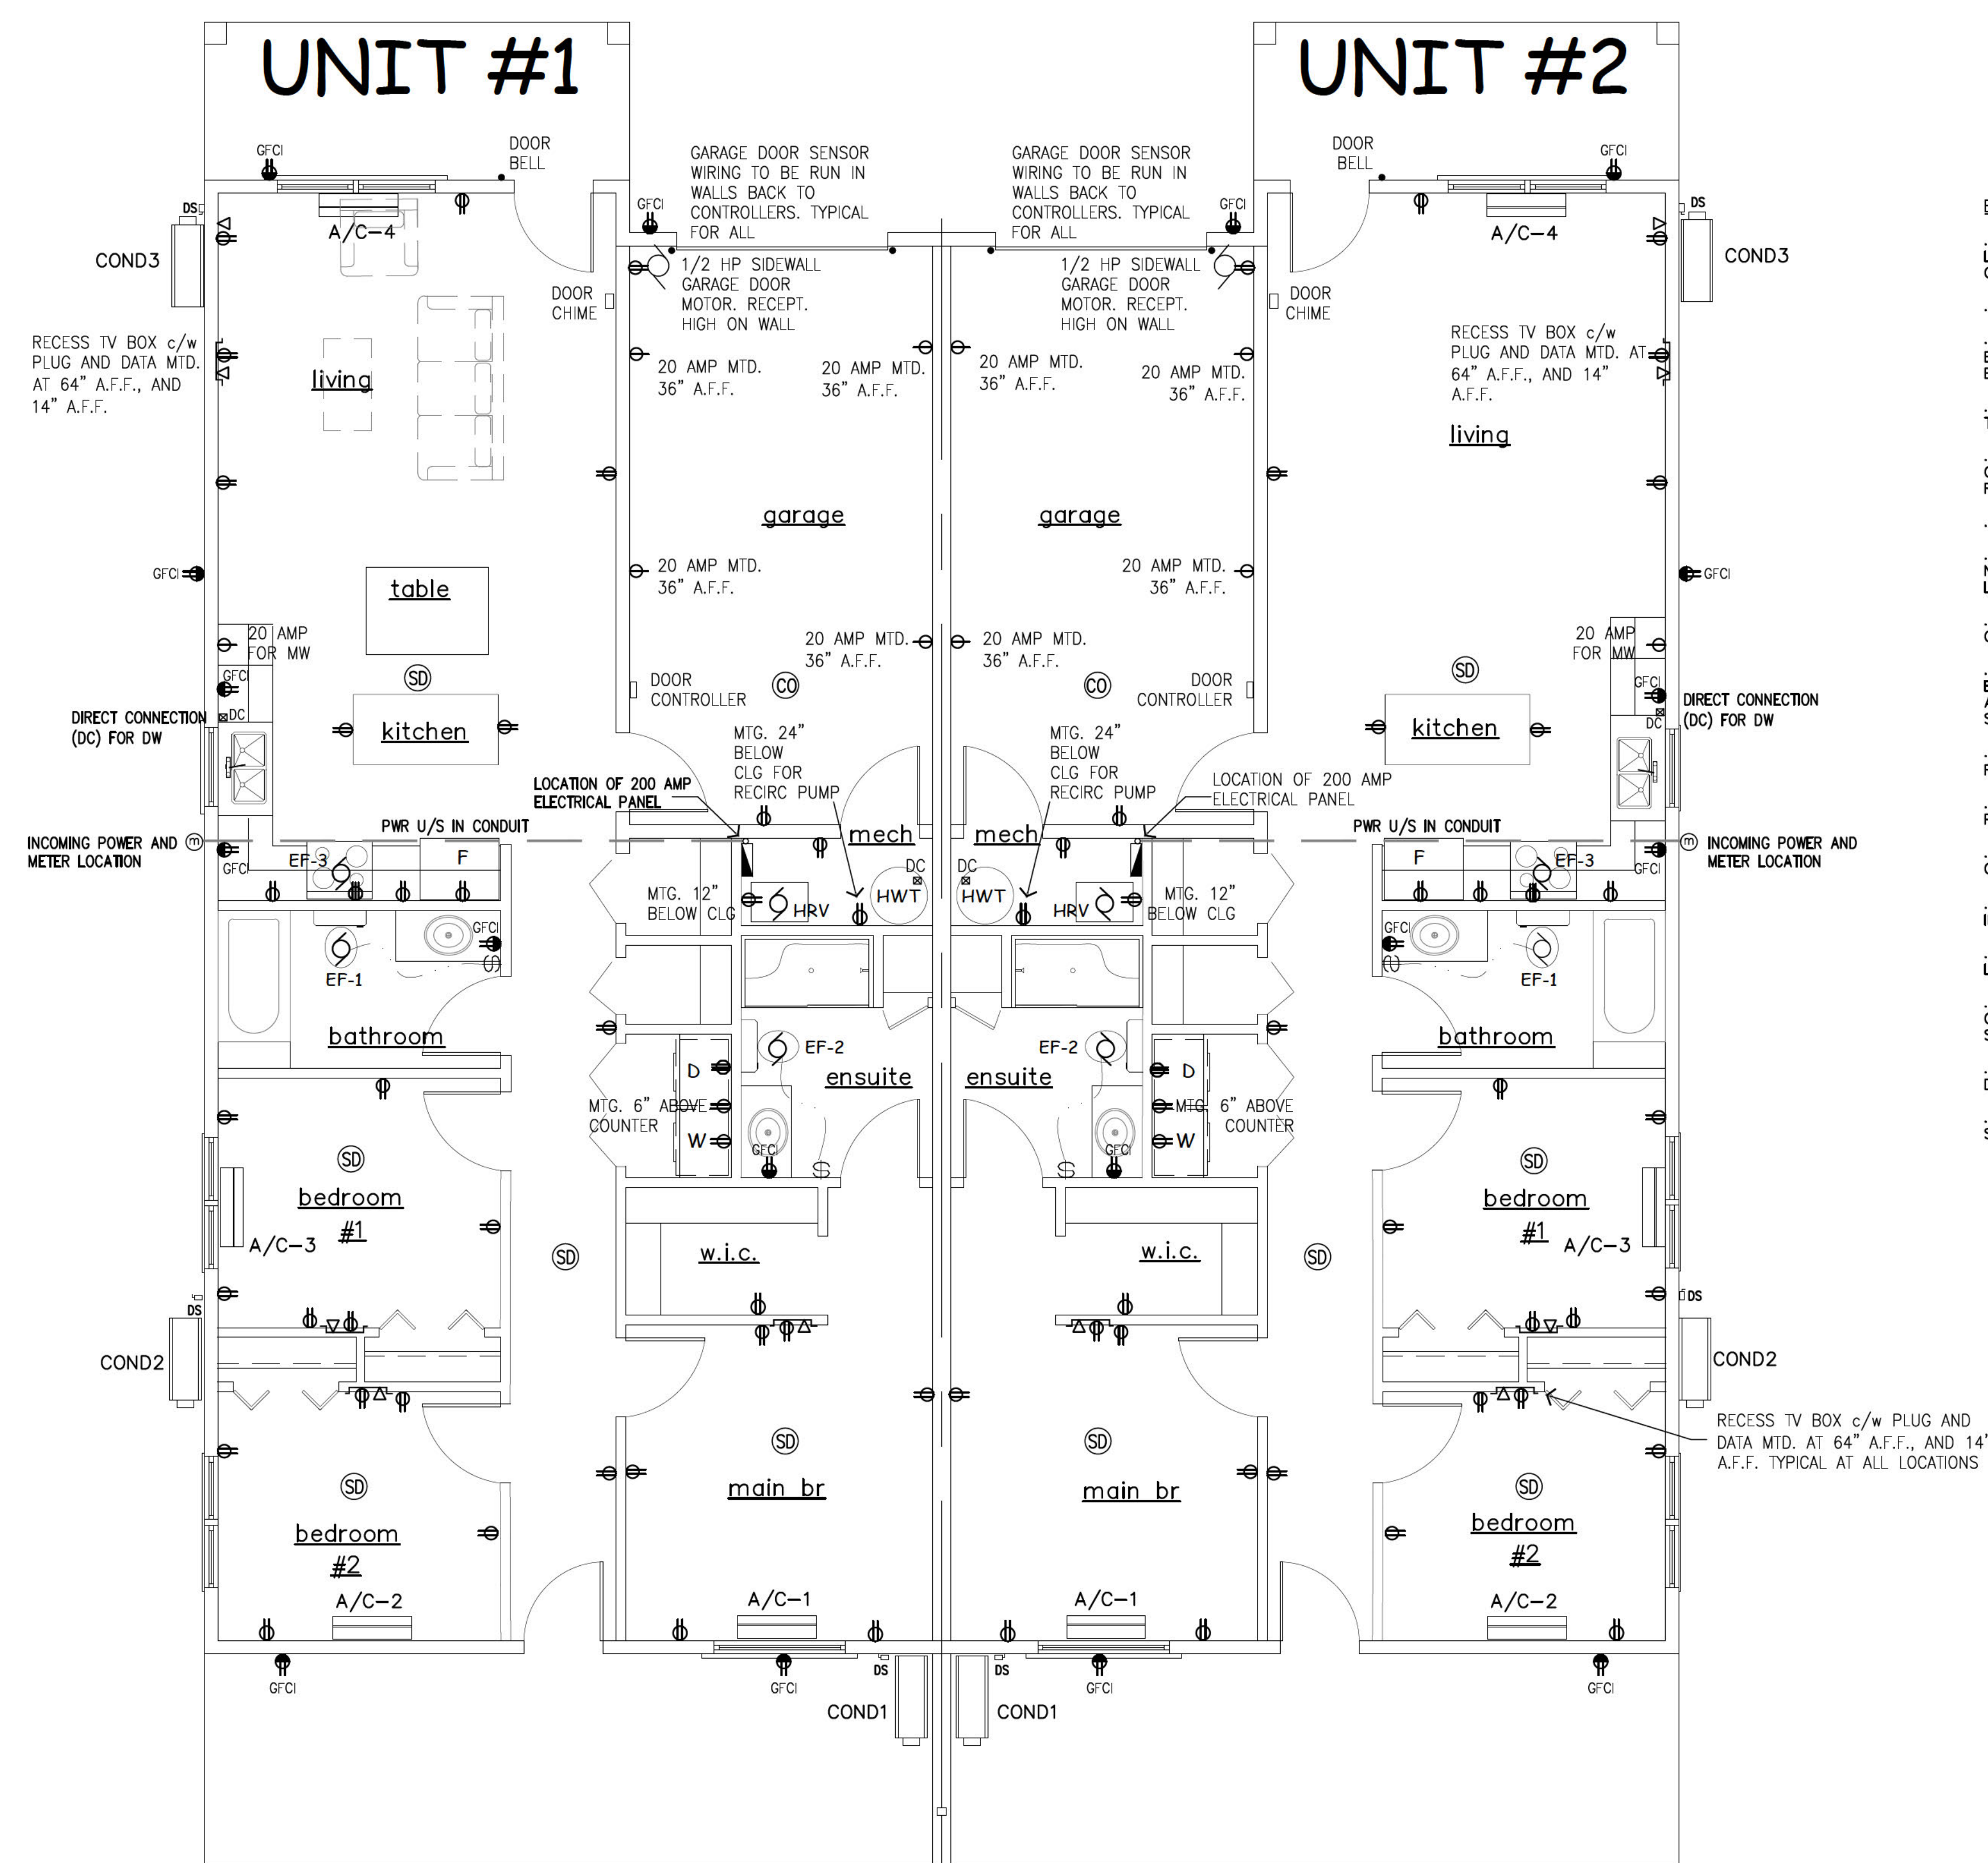 UNIT #1
UNIT #2
GFCI
DOOR
BELL
GARAGE DOOR SENSOR
WIRING TO BE RUN IN
WALLS BACK TO
CONTROLLERS. TYPICAL
FOR ALL
GARAGE DOOR SENSOR
WIRING TO BE RUN IN
WALLS BACK TO
CONTROLLERS. TYPICAL
FOR ALL
DOOR
BELL
GFCI
DS
GFCI
GFCI
DS
A/C-4
A/C-4
COND3
COND3
1/2 HP SIDEWALL
GARAGE DOOR
MOTOR. RECEPT.
HIGH ON WALL
1/2 HP SIDEWALL
GARAGE DOOR
MOTOR. RECEPT.
HIGH ON WALL
DOOR
CHIME
DOOR
CHIME
RECESS TV BOX c/w
PLUG AND DATA MTD.
AT 64" A.F.F., AND
14" A.F.F.
RECESS TV BOX c/w
PLUG AND DATA MTD. AT
64" A.F.F., AND 14"
A.F.F.
living
20 AMP MTD.
36" A.F.F.
20 AMP MTD.
36" A.F.F.
20 AMP MTD.
36" A.F.F.
20 AMP MTD.
36" A.F.F.
living
garage
garage
GFCI
20 AMP MTD.
36" A.F.F.
20 AMP MTD.
36" A.F.F.
GFCI
table
20 AMP
FOR MW
20 AMP MTD.
36" A.F.F.
20 AMP MTD.
36" A.F.F.
20 AMP
FOR MW
GFCI
SD
CO
CO
SD
GFCI
DOOR
CONTROLLER
DOOR
CONTROLLER
DIRECT CONNECTION
(DC) FOR DW
DC
kitchen
kitchen
DC
DIRECT CONNECTION
(DC) FOR DW
MTG. 24"
BELOW
CLG FOR
RECIRC PUMP
MTG. 24"
BELOW
CLG FOR
RECIRC PUMP
LOCATION OF 200 AMP
ELECTRICAL PANEL
LOCATION OF 200 AMP
ELECTRICAL PANEL
PWR U/S IN CONDUIT
mech
mech
PWR U/S IN CONDUIT
INCOMING POWER AND
METER LOCATION
m
m
INCOMING POWER AND
METER LOCATION
GFCI
EF-3
F
DC
DC
F
EF-3
GFCI
MTG. 12"
BELOW CLG
HRV
HWT
HWT
HRV
MTG. 12"
BELOW CLG
GFCI
S
EF-1
GFCI
S
EF-1
bathroom
bathroom
EF-2
EF-2
D
ensuite
ensuite
D
MTG. 6" ABOVE
COUNTER
MTG. 6" ABOVE
COUNTER
W
GFCI
S
S
GFCI
W
SD
bedroom
#1
A/C-3
SD
bedroom
#1
A/C-3
SD
w.i.c.
w.i.c.
SD
DS
DS
COND2
COND2
RECESS TV BOX c/w PLUG AND
DATA MTD. AT 64" A.F.F., AND 14"
A.F.F. TYPICAL AT ALL LOCATIONS
SD
SD
main br
main br
SD
bedroom
#2
SD
bedroom
#2
A/C-2
A/C-1
A/C-1
A/C-2
GFCI
GFCI
DS
DS
GFCI
GFCI
COND1
COND1